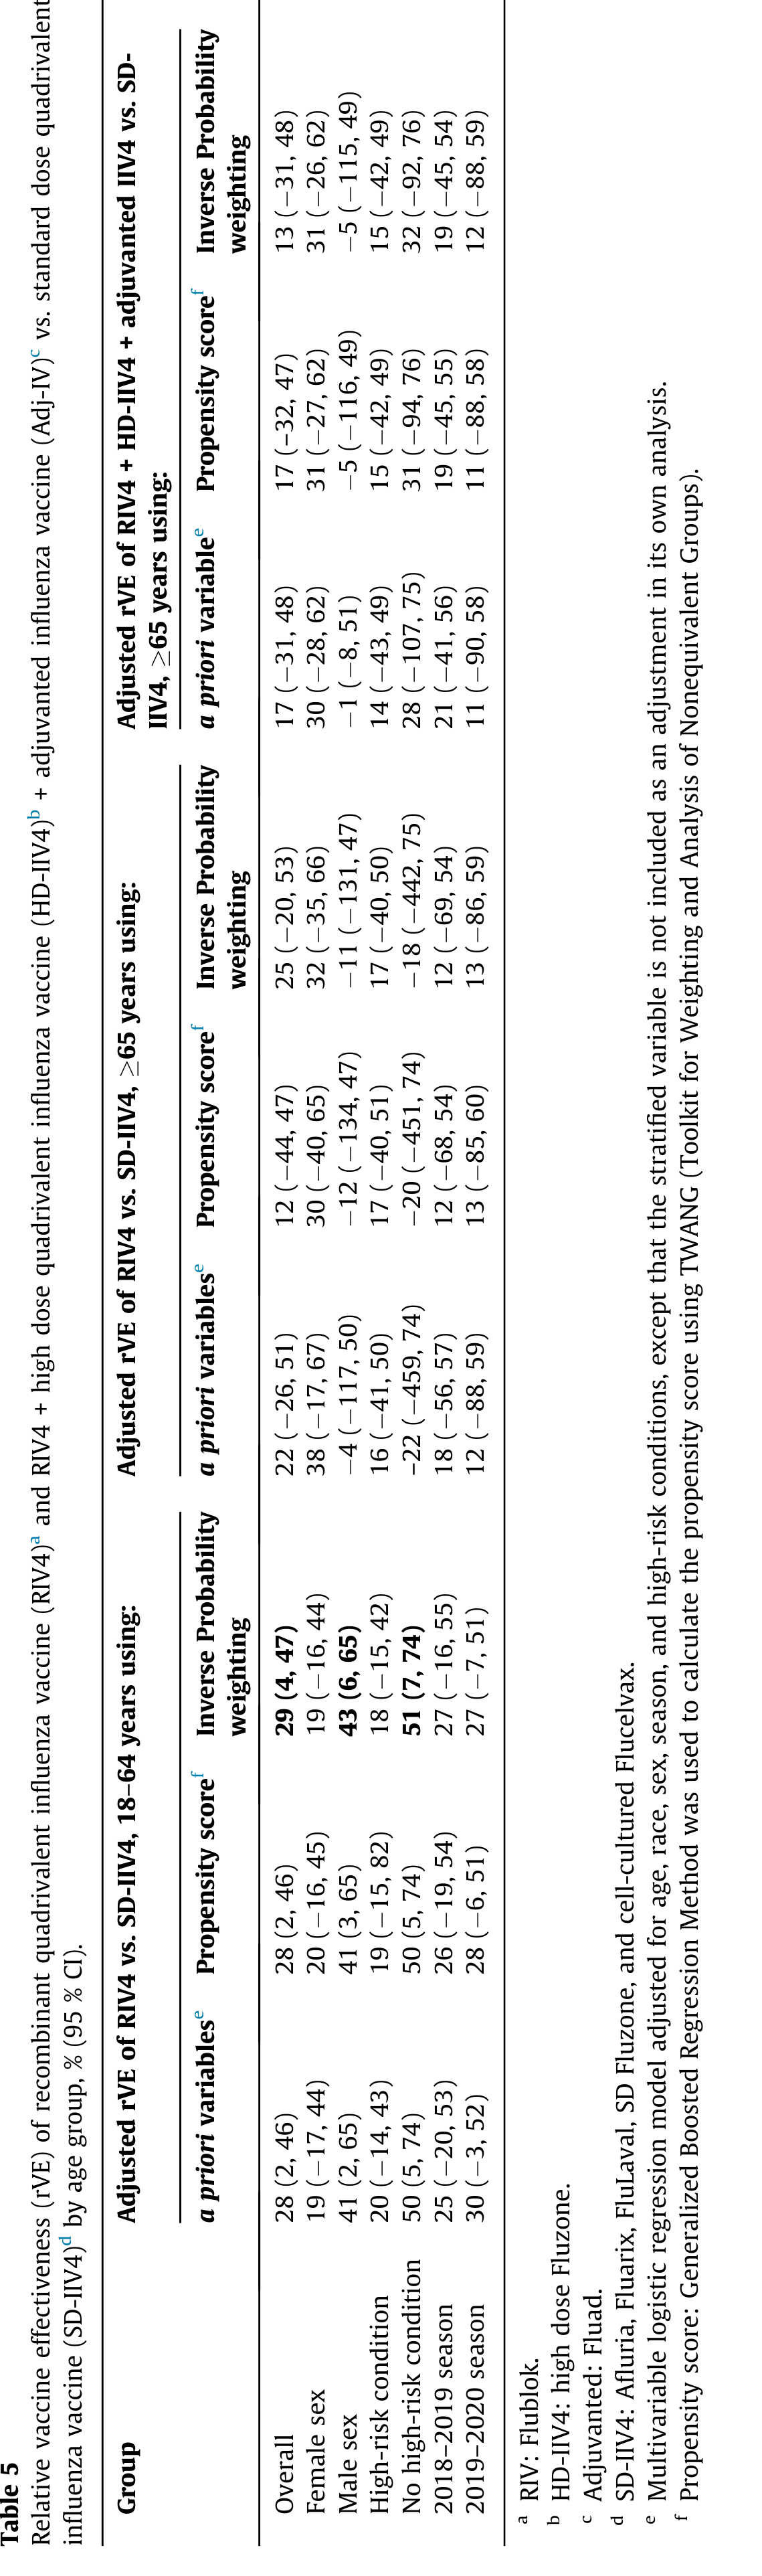 Table 5
Relative vaccine effectiveness (rVE) of recombinant quadrivalent influenza vaccine (RIV4)a and RIV4 + high dose quadrivalent influenza vaccine (HD-IIV4)b + adjuvanted influenza vaccine (Adj-IV)c vs. standard dose quadrivalent
influenza vaccine (SD-IIV4)d by age group, % (95 % CI).
Group Adjusted rVE of RIV4 vs. SD-IIV4, 18–64 years using: Adjusted rVE of RIV4 vs. SD-IIV4, ≥65 years using: Adjusted rVE of RIV4 + HD-IIV4 + adjuvanted IIV4 vs. SD-
IIV4, ≥65 years using:
a priori variablese Propensity scoref Inverse Probability a priori variablese Propensity scoref Inverse Probability a priori variablee Propensity scoref Inverse Probability
weighting weighting weighting
Overall 28 (2, 46) 28 (2, 46) 29 (4, 47) 22 (−26, 51) 12 (−44, 47) 25 (−20, 53) 17 (−31, 48) 17 (–32, 47) 13 (−31, 48)
Female sex 19 (−17, 44) 20 (−16, 45) 19 (−16, 44) 38 (−17, 67) 30 (−40, 65) 32 (−35, 66) 30 (−28, 62) 31 (−27, 62) 31 (−26, 62)
Male sex 41 (2, 65) 41 (3, 65) 43 (6, 65) −4 (−117, 50) −12 (−134, 47) −11 (−131, 47) −1 (−8, 51) −5 (−116, 49) −5 (−115, 49)
High-risk condition 20 (−14, 43) 19 (−15, 82) 18 (−15, 42) 16 (−41, 50) 17 (−40, 51) 17 (−40, 50) 14 (−43, 49) 15 (−42, 49) 15 (−42, 49)
No high-risk condition 50 (5, 74) 50 (5, 74) 51 (7, 74) –22 (−459, 74) −20 (−451, 74) −18 (−442, 75) 28 (−107, 75) 31 (−94, 76) 32 (−92, 76)
2018–2019 season 25 (−20, 53) 26 (−19, 54) 27 (−16, 55) 18 (−56, 57) 12 (−68, 54) 12 (−69, 54) 21 (−41, 56) 19 (−45, 55) 19 (−45, 54)
2019–2020 season 30 (−3, 52) 28 (−6, 51) 27 (−7, 51) 12 (−88, 59) 13 (−85, 60) 13 (−86, 59) 11 (−90, 58) 11 (−88, 58) 12 (−88, 59)
a RIV: Flublok.
b HD-IIV4: high dose Fluzone.
c Adjuvanted: Fluad.
d SD-IIV4: Afluria, Fluarix, FluLaval, SD Fluzone, and cell-cultured Flucelvax.
e Multivariable logistic regression model adjusted for age, race, sex, season, and high-risk conditions, except that the stratified variable is not included as an adjustment in its own analysis.
f Propensity score: Generalized Boosted Regression Method was used to calculate the propensity score using TWANG (Toolkit for Weighting and Analysis of Nonequivalent Groups).